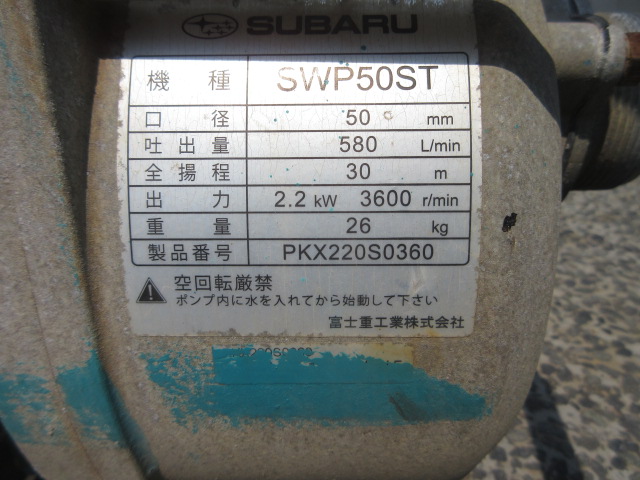 SUBARU
機種 SWP50ST
口径 50 mm
吐出量 580 L/min
全揚程 30 m
出力 2.2 kW 3600 r/min
重量 26 kg
製品番号 PKX220S0360
空回転厳禁
ポンプ内に水を入れてから始動して下さい
富士重工業株式会社